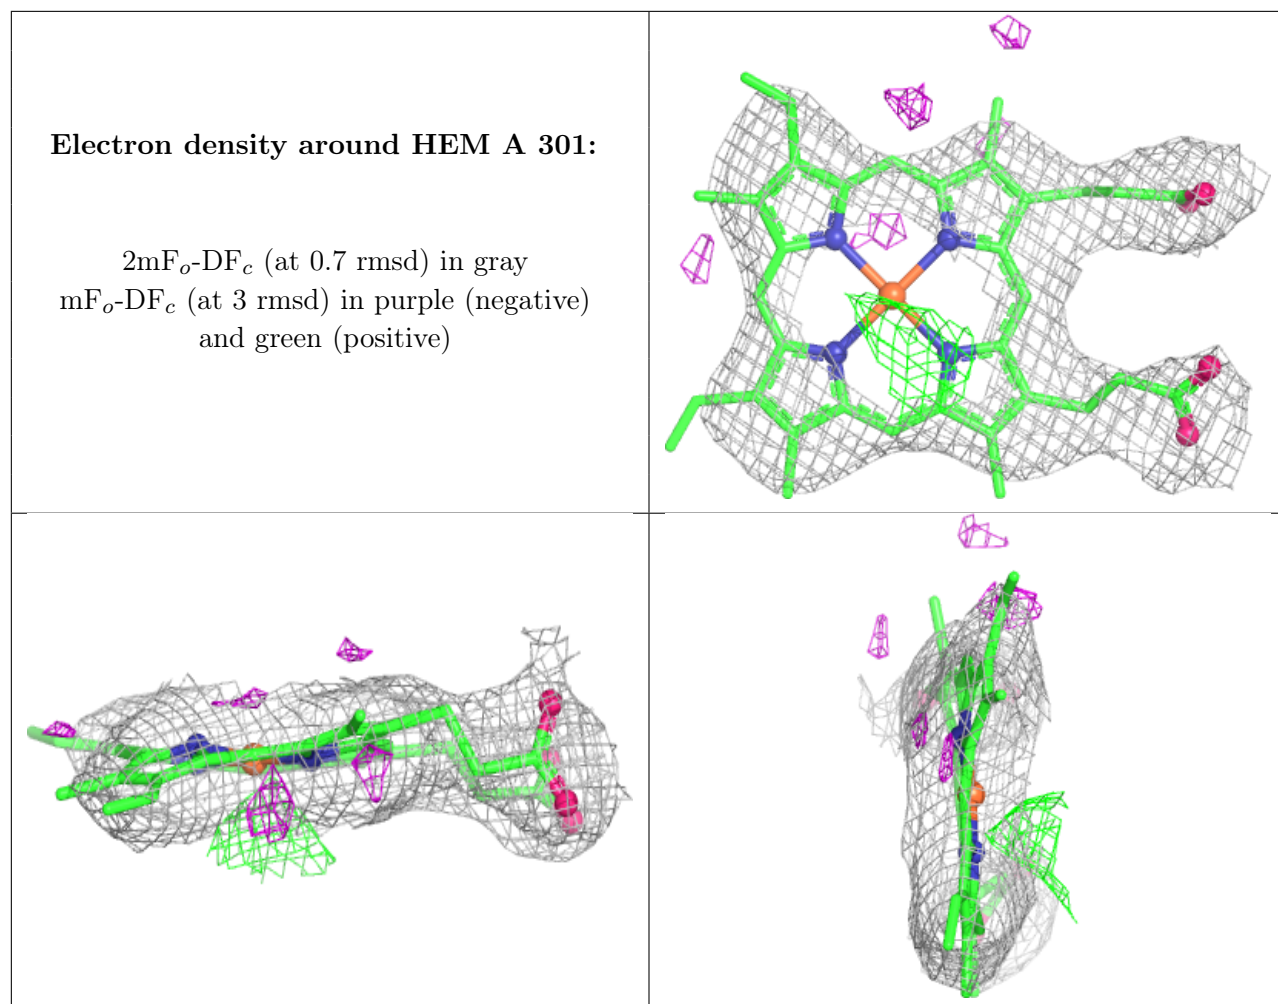 Electron density around HEM A 301:
2mFo-DFc (at 0.7 rmsd) in gray
mFo-DFc (at 3 rmsd) in purple (negative)
and green (positive)